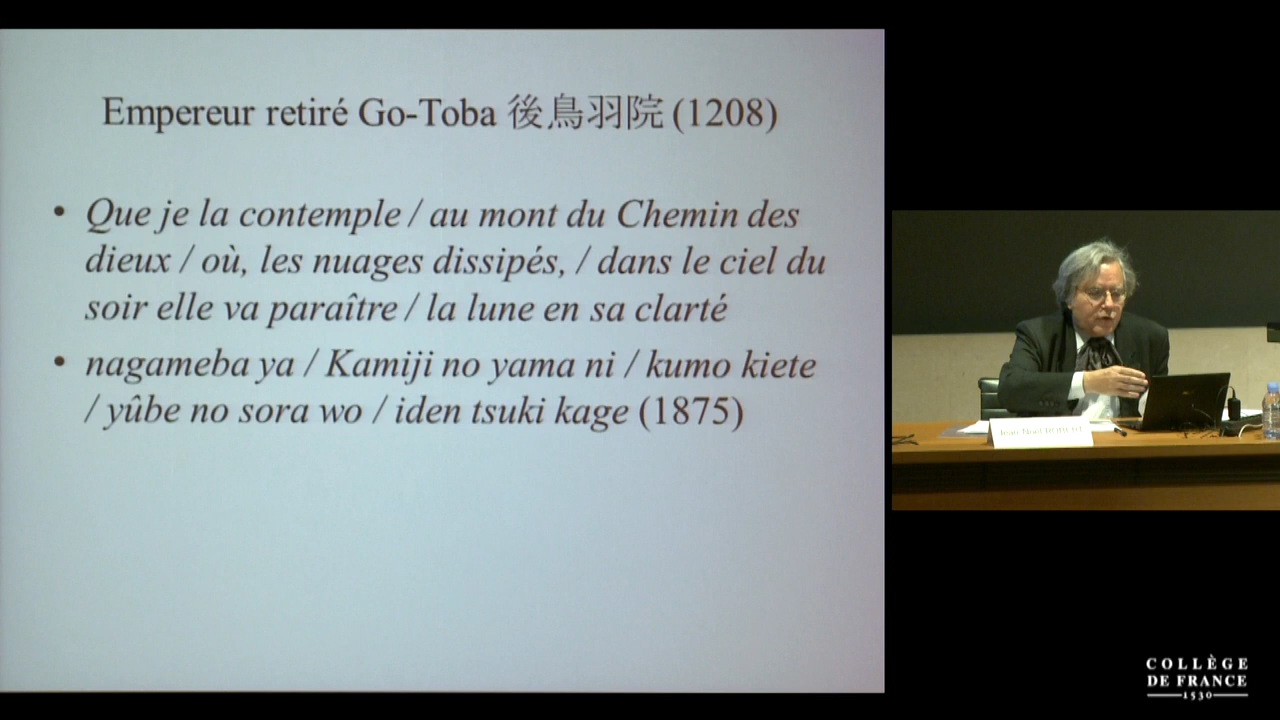 Empereur retiré Go-Toba 後鳥羽院 (1208)
• Que je la contemple / au mont du Chemin des
dieux / où, les nuages dissipés, / dans le ciel du
soir elle va paraître / la lune en sa clarté
• nagameba ya / Kamiji no yama ni / kumo kiete
/ yûbe no sora wo / iden tsuki kage (1875)
COLLÈGE
DE FRANCE
1530